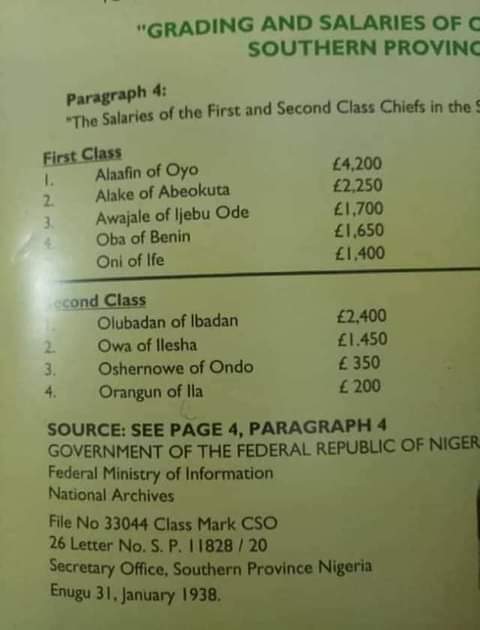 "GRADING AND SALARIES OF
SOUTHERN PROVINC
Paragraph 4:
"The Salaries of the First and Second Class Chiefs in the S
First Class
1. Alaafin of Oyo £4,200
2. Alake of Abeokuta £2,250
3. Awajale of Ijebu Ode £1,700
4. Oba of Benin £1,650
Oni of Ife £1,400
econd Class
1. Olubadan of Ibadan £2,400
2. Owa of Ilesha £1.450
3. Oshernowe of Ondo £ 350
4. Orangun of Ila £ 200
SOURCE: SEE PAGE 4, PARAGRAPH 4
GOVERNMENT OF THE FEDERAL REPUBLIC OF NIGER
Federal Ministry of Information
National Archives
File No 33044 Class Mark CSO
26 Letter No. S. P. 11828 / 20
Secretary Office, Southern Province Nigeria
Enugu 31, January 1938.